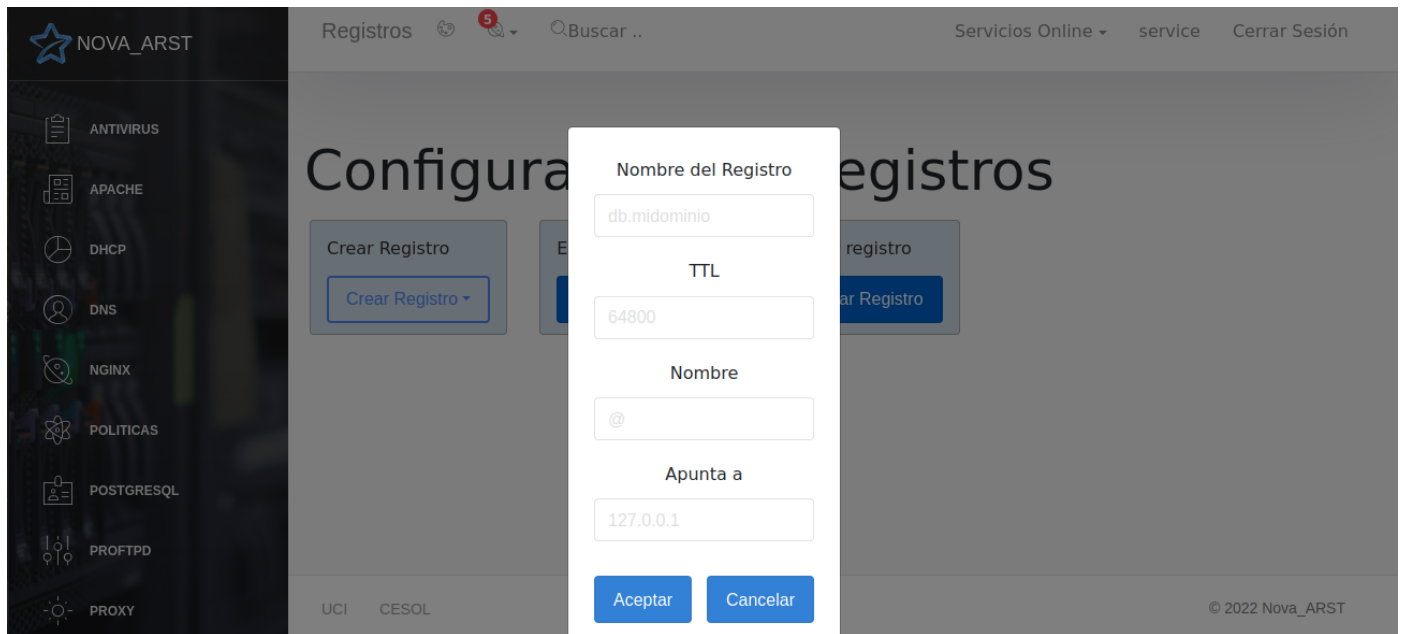 NOVA_ARST
Registros 5 Buscar .. Servicios Online service Cerrar Sesión
ANTIVIRUS
APACHE
DHCP
DNS
NGINX
POLITICAS
POSTGRESQL
PROFTPD
PROXY
Configura egistros
Crear Registro
Crear Registro
E
registro
ar Registro
Nombre del Registro
db.midominio
TTL
64800
Nombre
@
Apunta a
127.0.0.1
Aceptar Cancelar
UCI CESOL © 2022 Nova_ARST